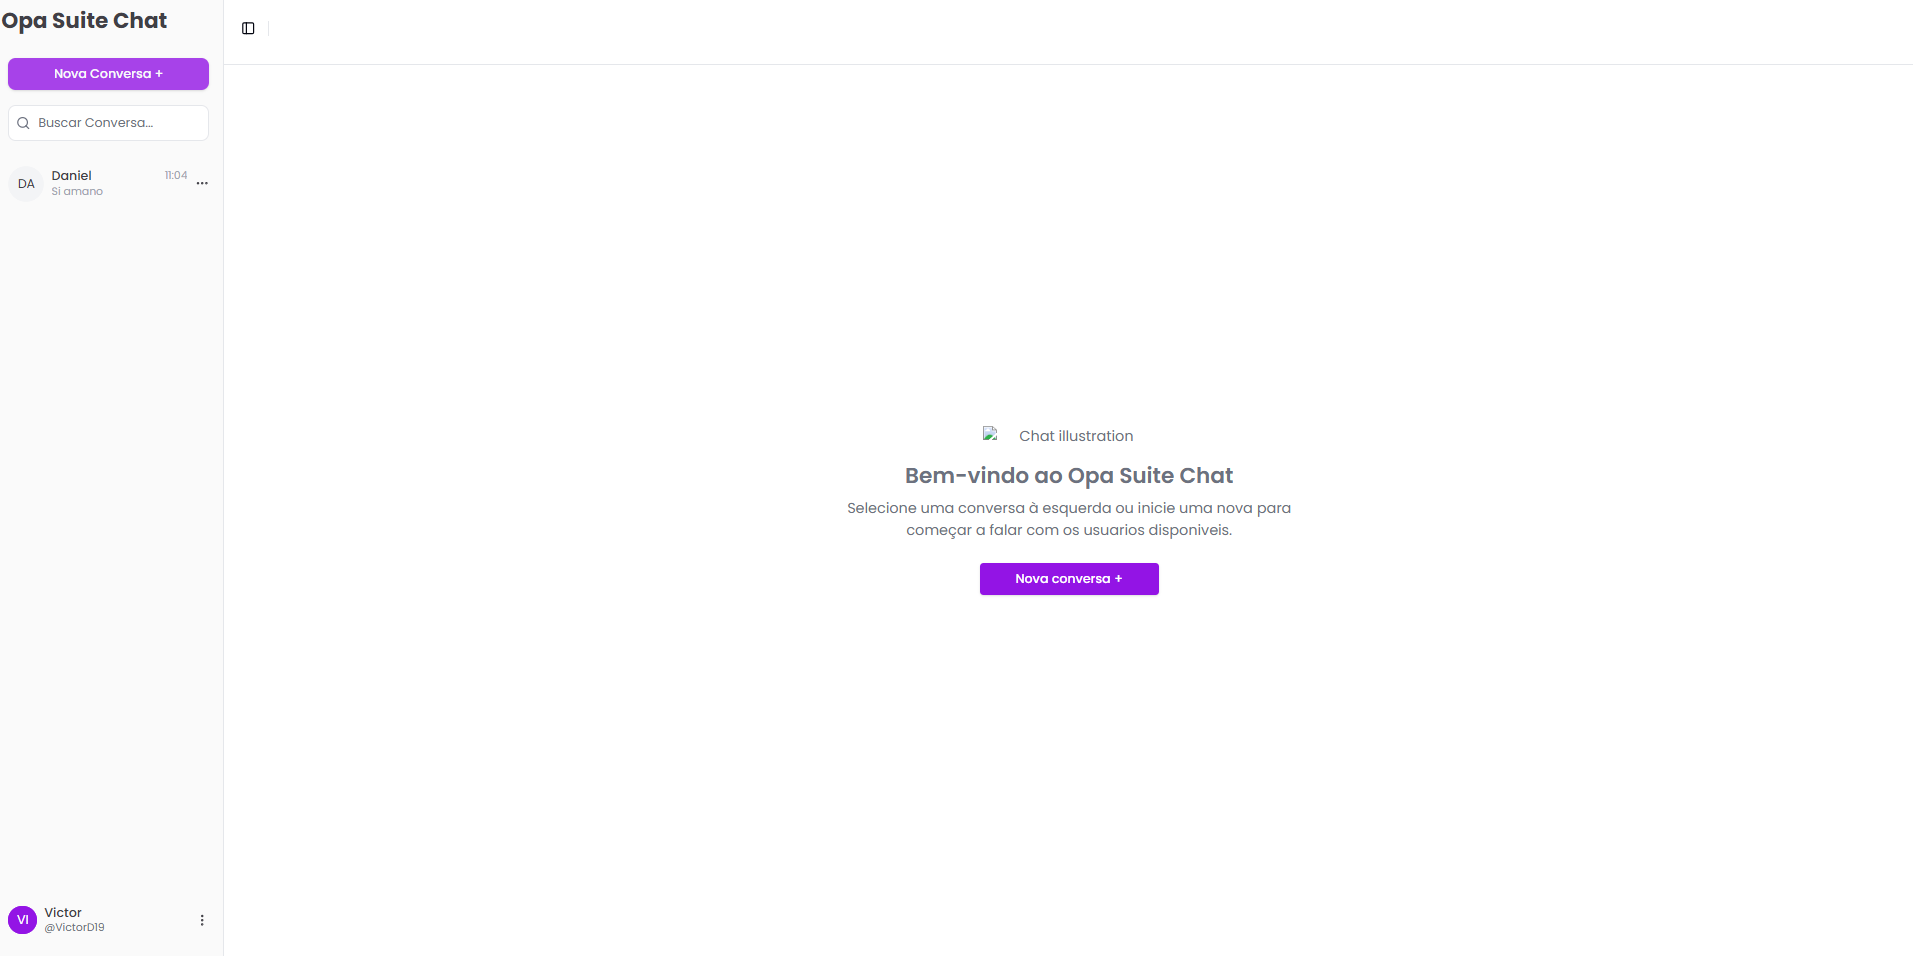 Opa Suite Chat
Nova Conversa +
Buscar Conversa...
DA
Daniel
11:04
Si amano
Chat illustration
Bem-vindo ao Opa Suite Chat
Selecione uma conversa à esquerda ou inicie uma nova para
começar a falar com os usuarios disponiveis.
Nova conversa +
VI
Victor
@VictorD19